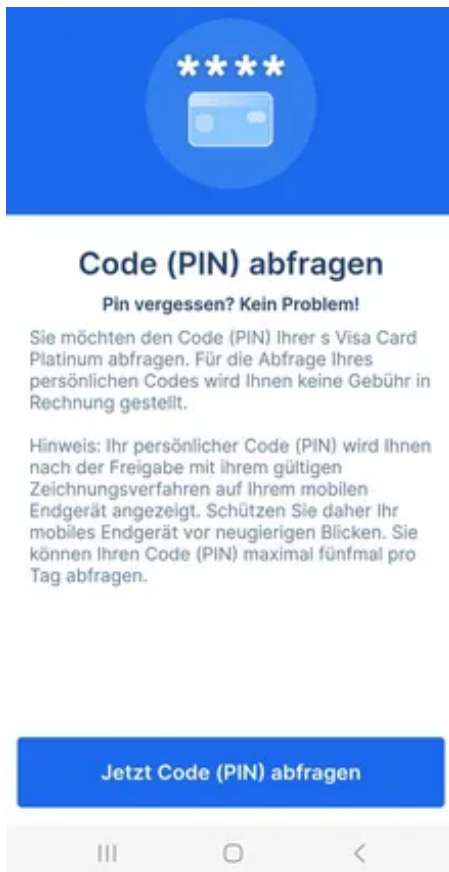 ****
Code (PIN) abfragen
Pin vergessen? Kein Problem!
Sie möchten den Code (PIN) Ihrer s Visa Card
Platinum abfragen. Für die Abfrage Ihres
persönlichen Codes wird Ihnen keine Gebühr in
Rechnung gestellt.
Hinweis: Ihr persönlicher Code (PIN) wird Ihnen
nach der Freigabe mit ihrem gültigen
Zeichnungsverfahren auf Ihrem mobilen
Endgerät angezeigt. Schützen Sie daher Ihr
mobiles Endgerät vor neugierigen Blicken. Sie
können Ihren Code (PIN) maximal fünfmal pro
Tag abfragen.
Jetzt Code (PIN) abfragen